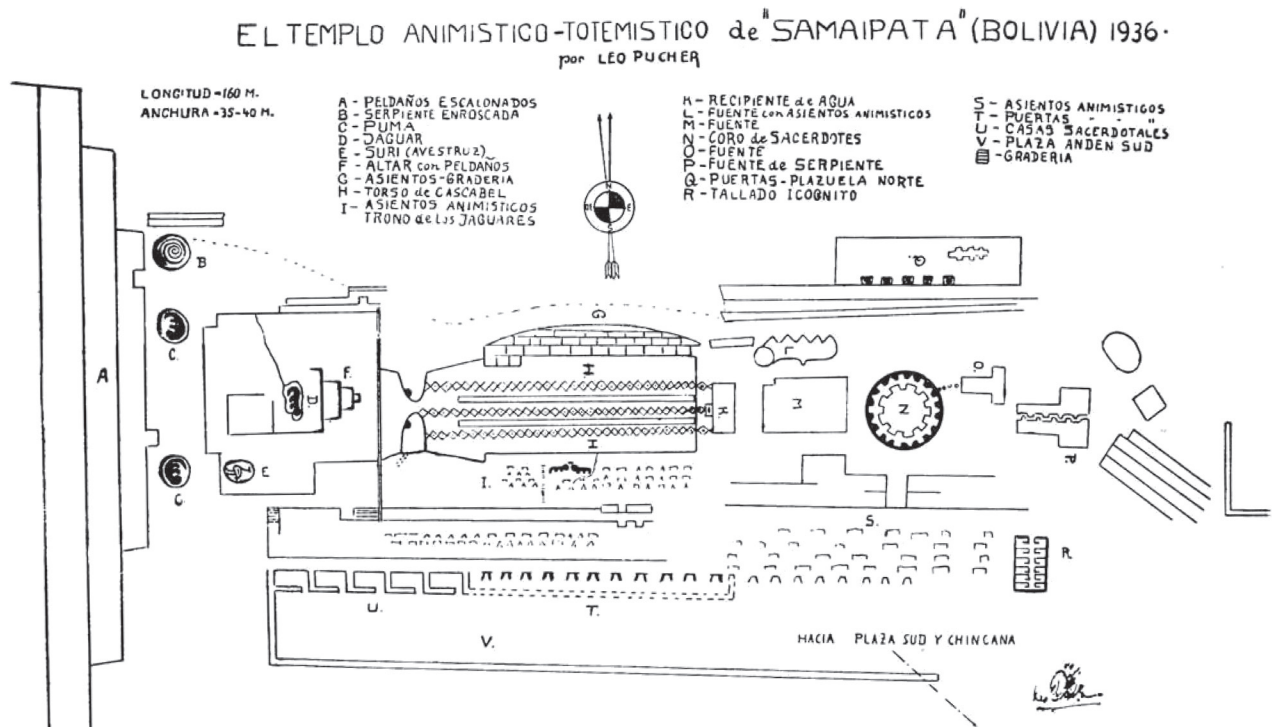 EL TEMPLO ANIMISTICO-TOTEMISTICO de "SAMAIPATA" (BOLIVIA) 1936.
por LEO PUCHER
LONGITUD=160 M.
ANCHURA=35-40 M.
A - PELDAÑOS ESCALONADOS
B - SERPIENTE ENROSCADA
C - PUMA
D - JAGUAR
E - SURI (AVESTRUZ)
F - ALTAR con PELDAÑOS
G - ASIENTOS-GRADERIA
H - TORSO de CASCABEL
I - ASIENTOS ANIMISTICOS
TRONO de los JAGUARES
K - RECIPIENTE de AGUA
L - FUENTE con ASIENTOS ANIMISTICOS
M - FUENTE
N - CORO de SACERDOTES
O - FUENTE
P - FUENTE de SERPIENTE
Q - PUERTAS-PLAZUELA NORTE
R - TALLADO ICOGNITO
S - ASIENTOS ANIMISTICOS
T - PUERTAS - " - "
U - CASAS SACERDOTALES
V - PLAZA ANDEN SUD
- GRADERIA
N
OE E
S
B
Q.
C.
A
G
L
H
F.
D.
K.
M
N
O.
H
P.
E
C.
I.
S.
R
U.
T.
V.
HACIA PLAZA SUD Y CHINCANA